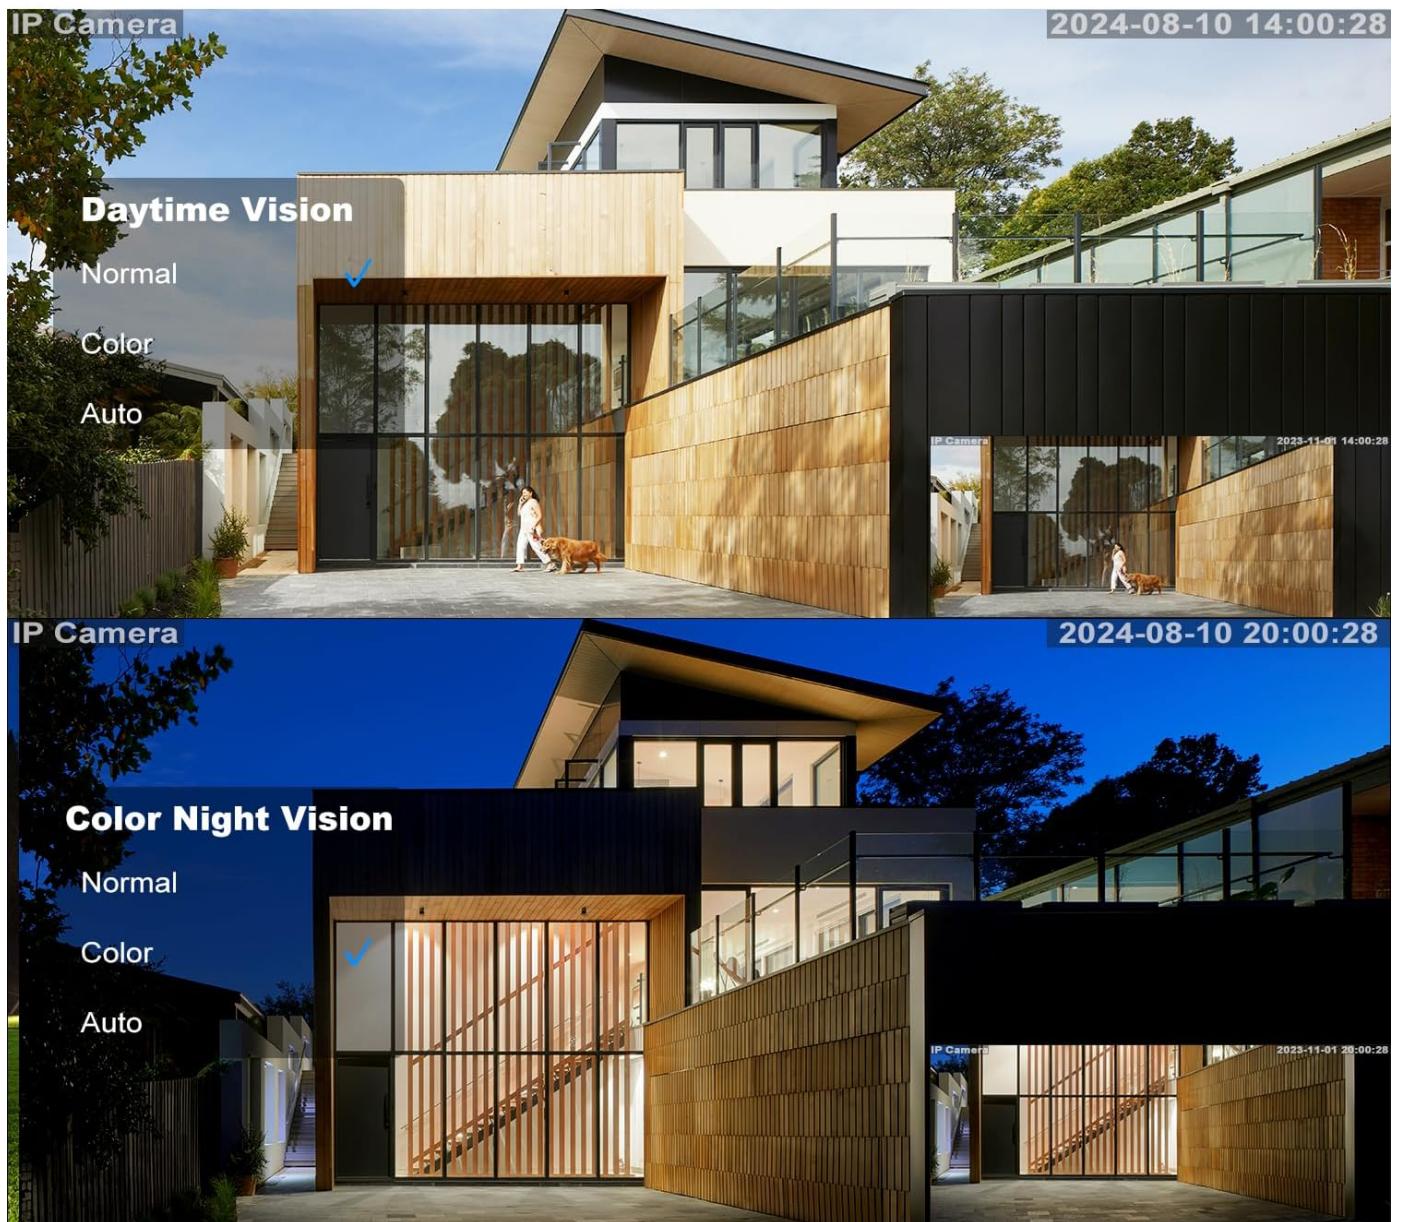 IP Camera
2024-08-10 14:00:28
Daytime Vision
Normal
Color
Auto
IP Camera
2023-11-01 14:00:28
IP Camera
2024-08-10 20:00:28
Color Night Vision
Normal
Color
Auto
IP Camera
2023-11-01 20:00:28